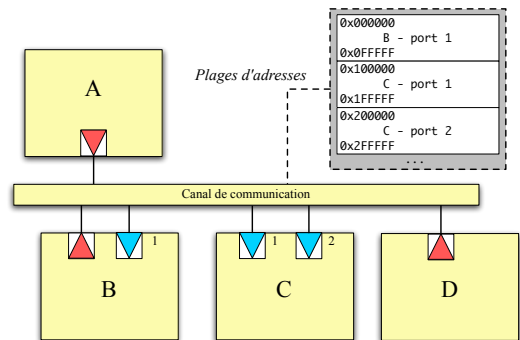 0x000000
B - port 1
0x0FFFFF
0x100000
C - port 1
0x1FFFFF
0x200000
C - port 2
0x2FFFFF
...
Plages d'adresses
A
Canal de communication
1
1
2
B
C
D